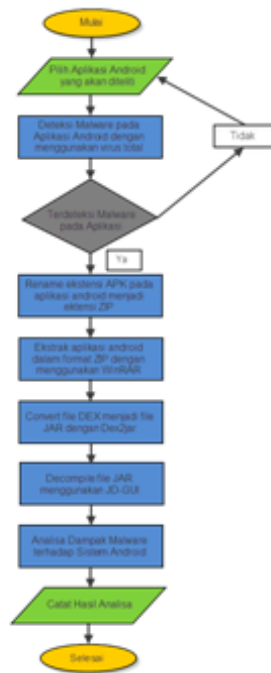 Mulai
Pilih Aplikasi Android
yang akan diteliti
Deteksi Malware pada
Aplikasi Android dengan
menggunakan virus total
Tidak
Terdeteksi Malware
pada Aplikasi
Ya
Rename ekstensi APK pada
aplikasi android menjadi
ektensi ZIP
Ekstrak aplikasi android
dalam format ZIP dengan
menggunakan WinRAR
Convert file DEX menjadi file
JAR dengan Dex2jar
Decompile file JAR
menggunakan JD-GUI
Analisa Dampak Malware
terhadap Sistem Android
Catat Hasil Analisa
Selesai